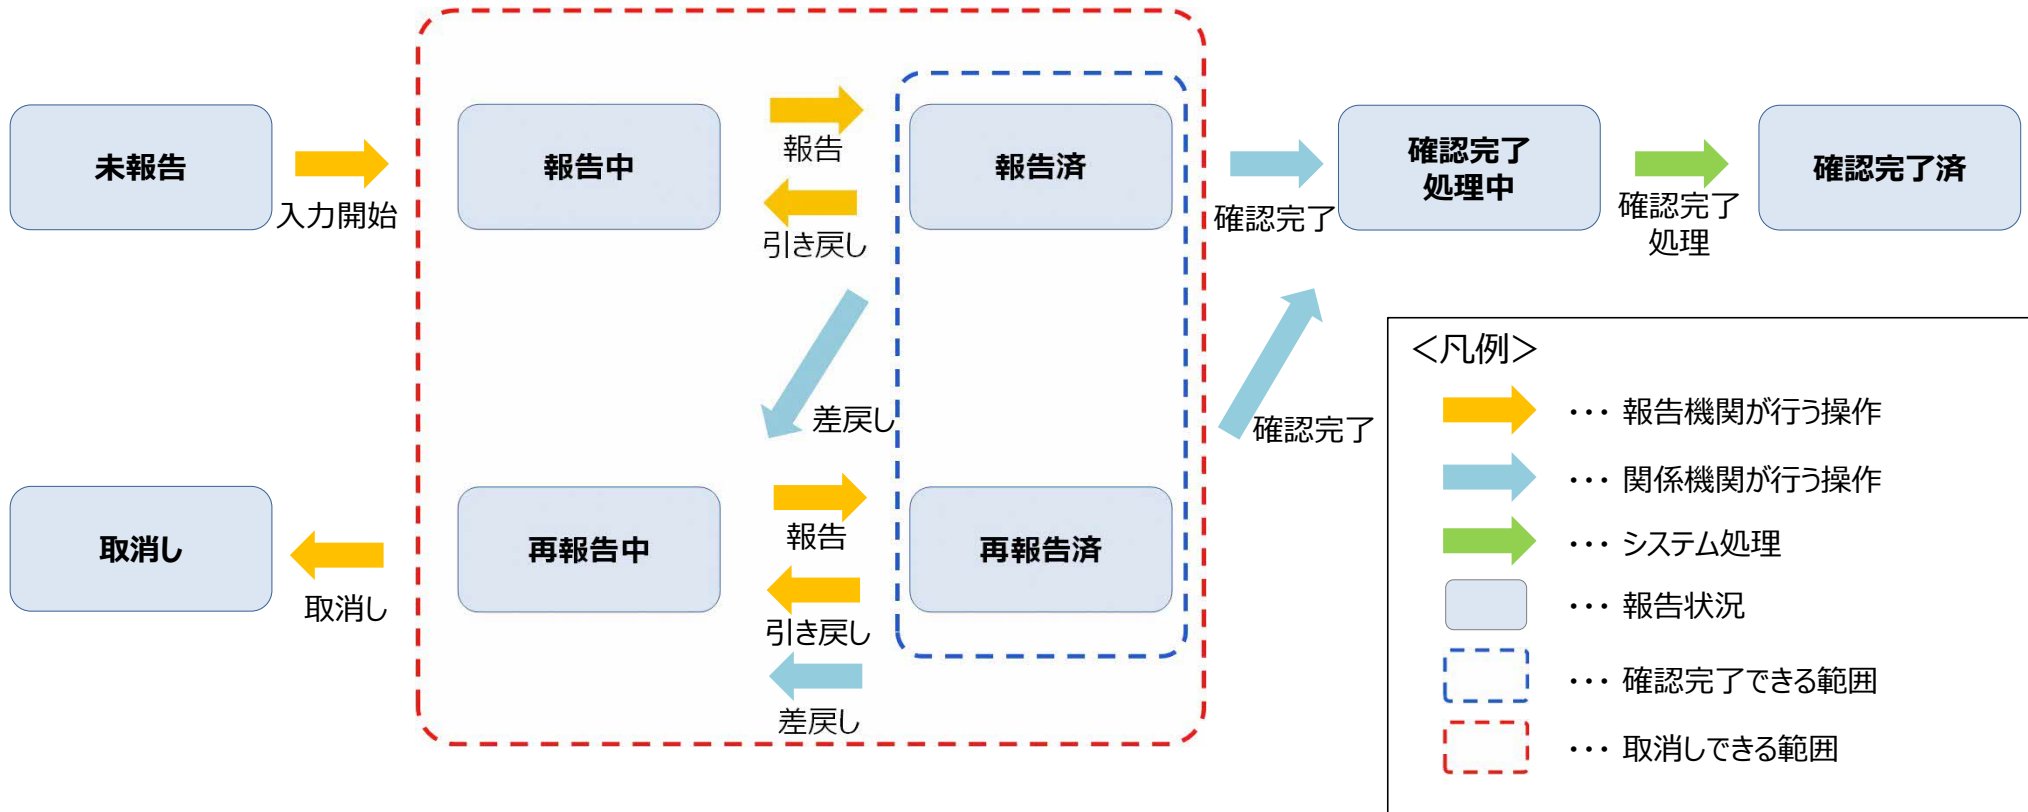 未報告
入力開始
報告中
報告
引き戻し
報告済
確認完了
確認完了
処理中
確認完了
処理
確認完了済
差戻し
確認完了
取消し
取消し
再報告中
報告
引き戻し
差戻し
再報告済
<凡例>
・・・ 報告機関が行う操作
・・・ 関係機関が行う操作
・・・ システム処理
・・・ 報告状況
・・・ 確認完了できる範囲
・・・ 取消しできる範囲